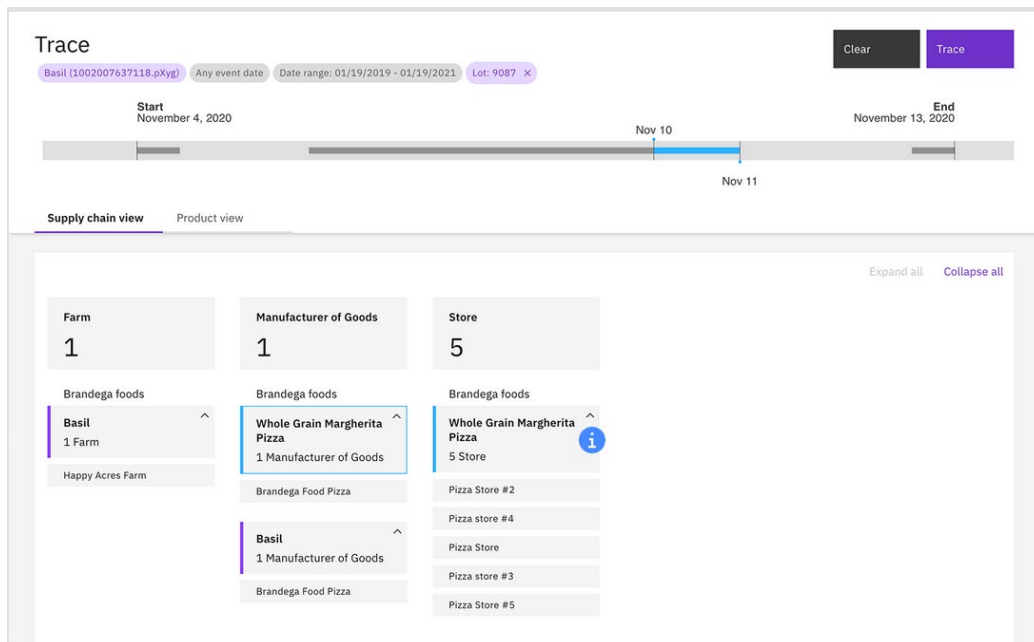 Trace
Clear
Trace
Basil (1002007637118.pXyg)
Any event date
Date range: 01/19/2019 - 01/19/2021
Lot: 9087 ×
Start
November 4, 2020
End
November 13, 2020
Nov 10
Nov 11
Supply chain view
Product view
Expand all
Collapse all
Farm
1
Manufacturer of Goods
1
Store
5
Brandega foods
Basil
1 Farm
Happy Acres Farm
Brandega foods
Whole Grain Margherita
Pizza
1 Manufacturer of Goods
Brandega Food Pizza
Basil
1 Manufacturer of Goods
Brandega Food Pizza
Brandega foods
Whole Grain Margherita
Pizza
5 Store
i
Pizza Store #2
Pizza store #4
Pizza Store
Pizza store #3
Pizza Store #5